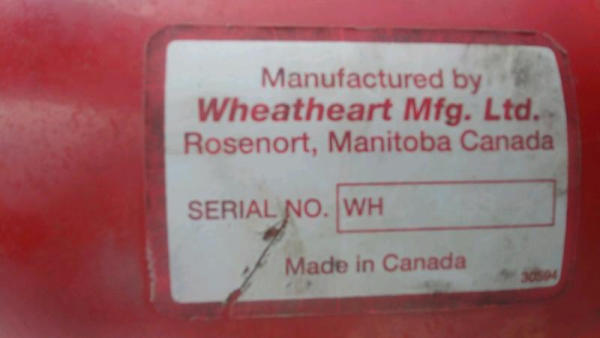 Manufactured by
Wheatheart Mfg. Ltd.
Rosenort, Manitoba Canada
SERIAL NO. WH
Made in Canada
30594